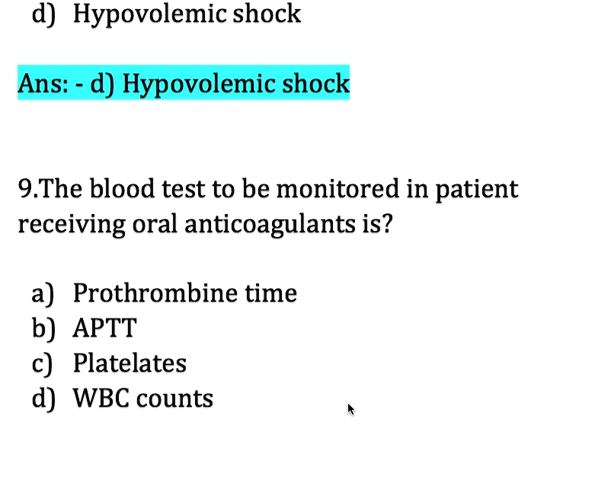 d) Hypovolemic shock
Ans: - d) Hypovolemic shock
9.The blood test to be monitored in patient
receiving oral anticoagulants is?
a) Prothrombine time
b) APTT
c) Platelates
d) WBC counts